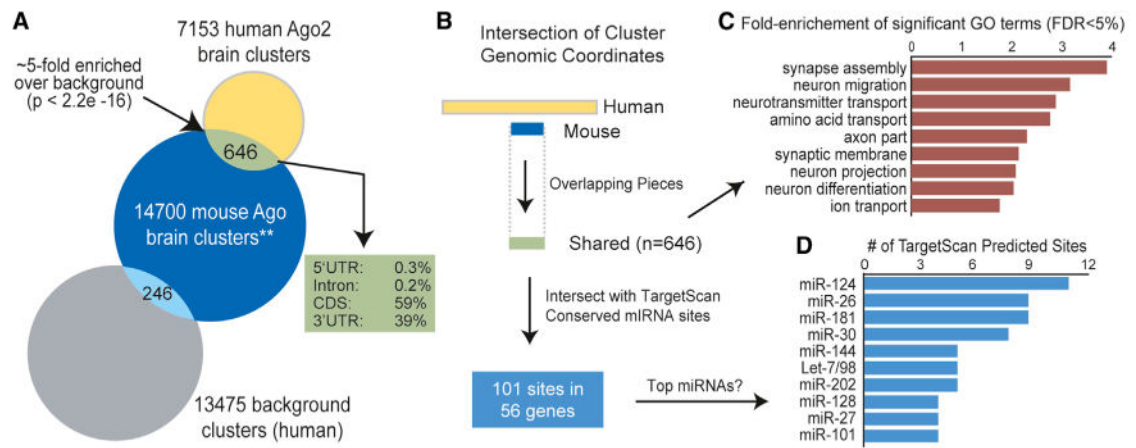 A
7153 human Ago2
brain clusters
~5-fold enriched
over background
(p < 2.2e -16)
646
14700 mouse Ago
brain clusters**
246
5'UTR: 0.3%
Intron: 0.2%
CDS: 59%
3'UTR: 39%
13475 background
clusters (human)
B
Intersection of Cluster
Genomic Coordinates
Human
Mouse
Overlapping Pieces
Shared (n=646)
Intersect with TargetScan
Conserved mIRNA sites
101 sites in
56 genes
Top miRNAs?
C
Fold-enrichement of significant GO terms (FDR<5%)
0 1 2 3 4
synapse assembly
neuron migration
neurotransmitter transport
amino acid transport
axon part
synaptic membrane
neuron projection
neuron differentiation
ion tranport
D
# of TargetScan Predicted Sites
0 3 6 9 12
miR-124
miR-26
miR-181
miR-30
miR-144
Let-7/98
miR-202
miR-128
miR-27
miR-101